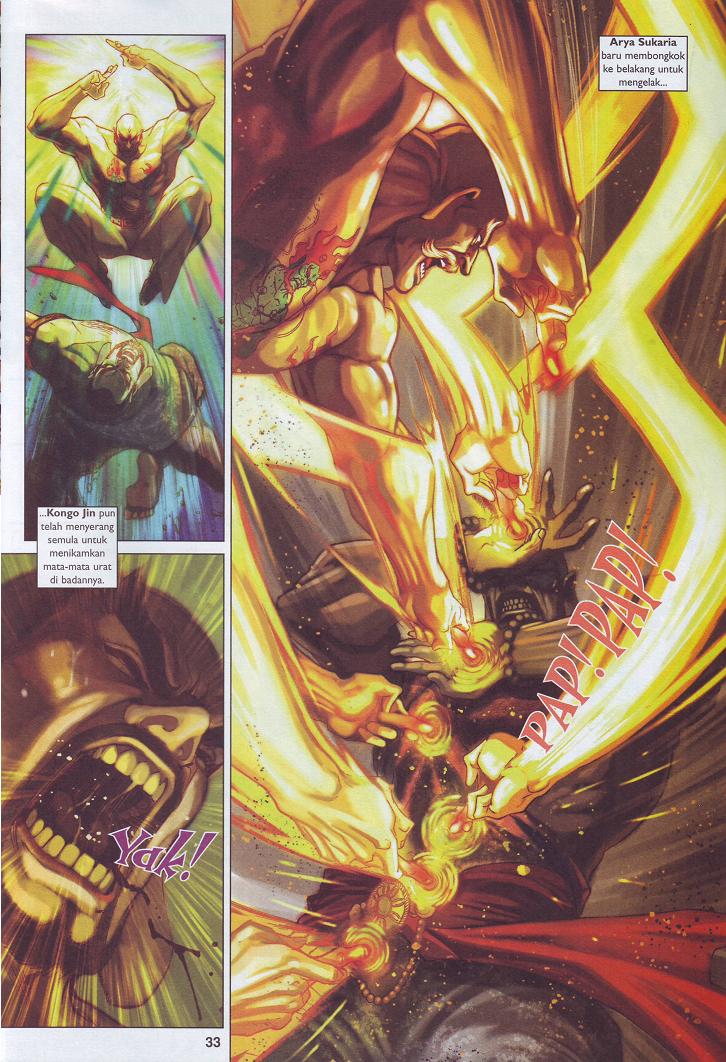 Arya Sukaria
baru membongkok
ke belakang untuk
mengelak...
...Kongo Jin pun
telah menyerang
semula untuk
menikamkan
mata-mata urat
di badannya.
PAP! PAP!
Yak!
33